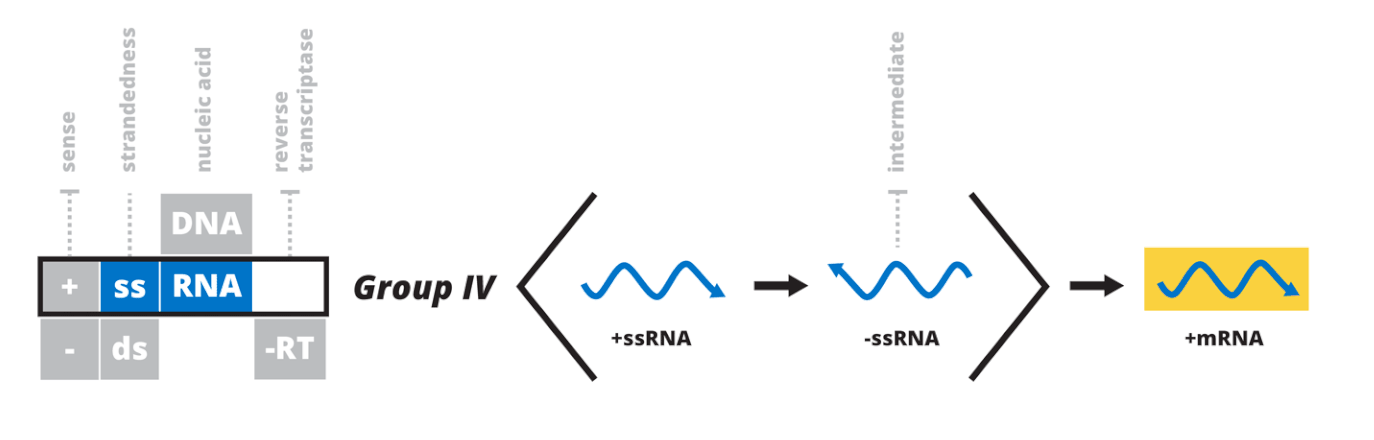 sense
strandedness
nucleic acid
reverse
transcriptase
intermediate
DNA
+ ss RNA
Group IV
- ds -RT
+ssRNA
-ssRNA
+mRNA